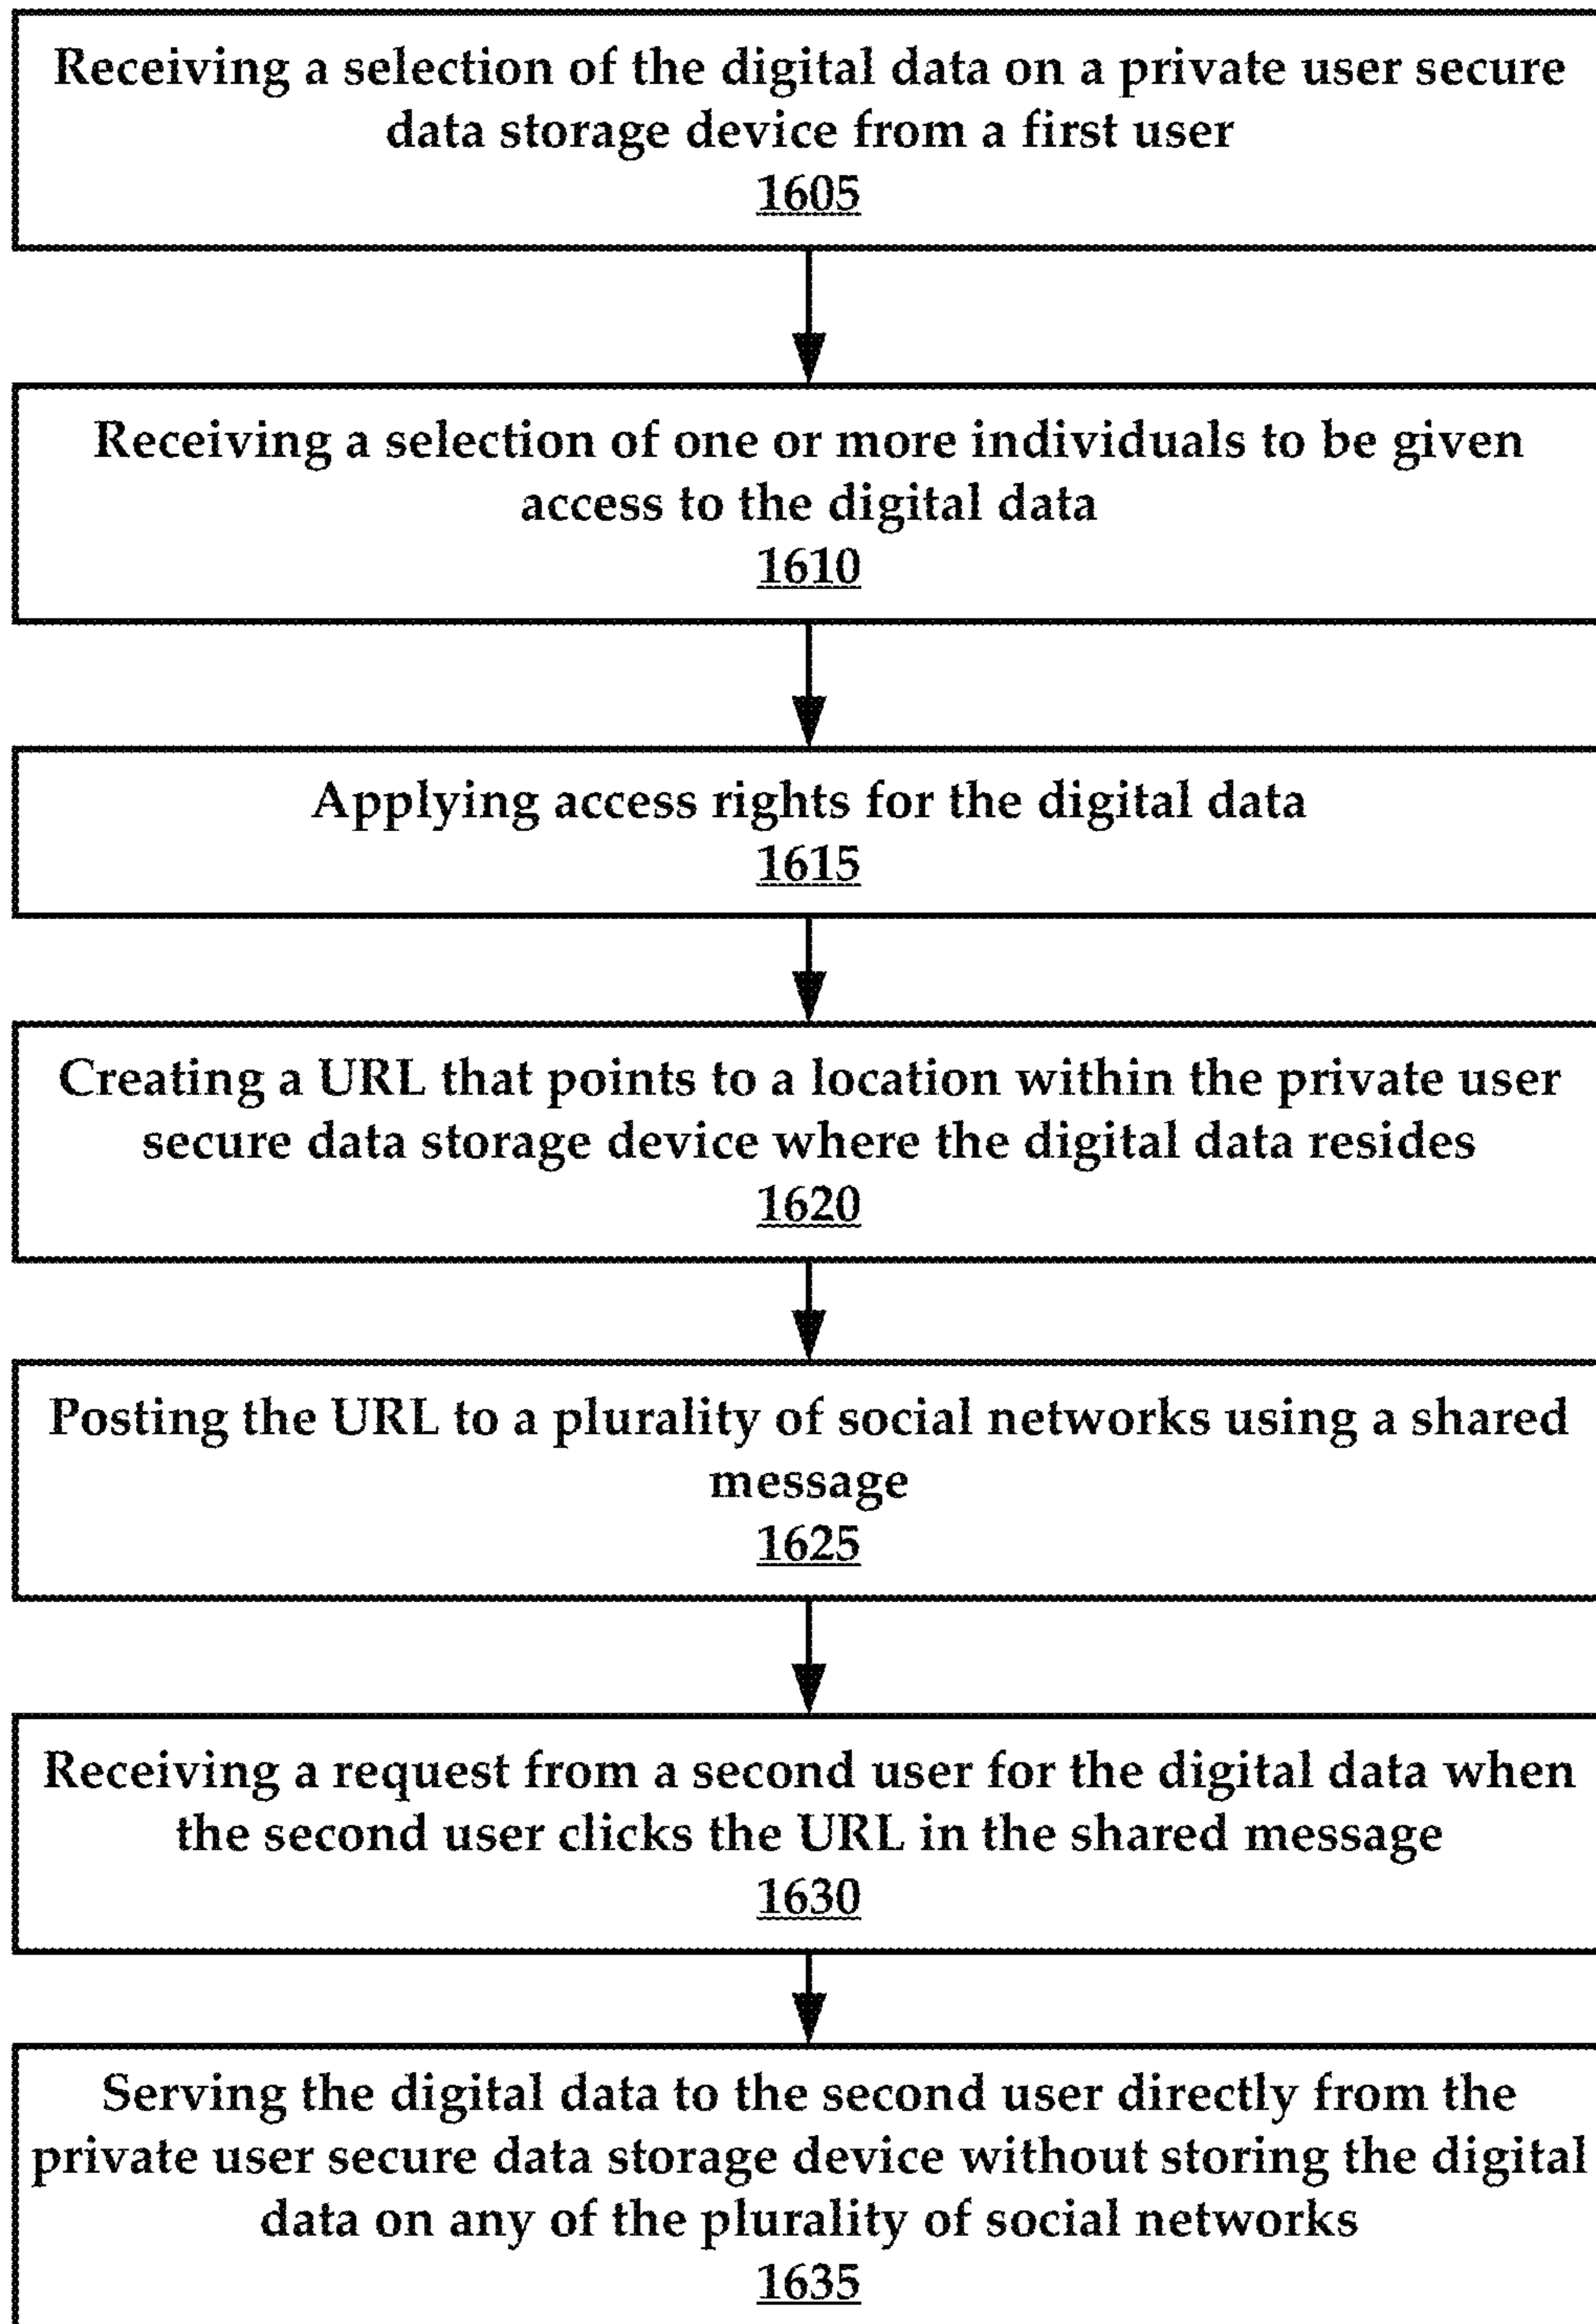 Receiving a selection of the digital data on a private user secure
data storage device from a first user
1605
Receiving a selection of one or more individuals to be given
access to the digital data
1610
Applying access rights for the digital data
1615
Creating a URL that points to a location within the private user
secure data storage device where the digital data resides
1620
Posting the URL to a plurality of social networks using a shared
message
1625
Receiving a request from a second user for the digital data when
the second user clicks the URL in the shared message
1630
Serving the digital data to the second user directly from the
private user secure data storage device without storing the digital
data on any of the plurality of social networks
1635